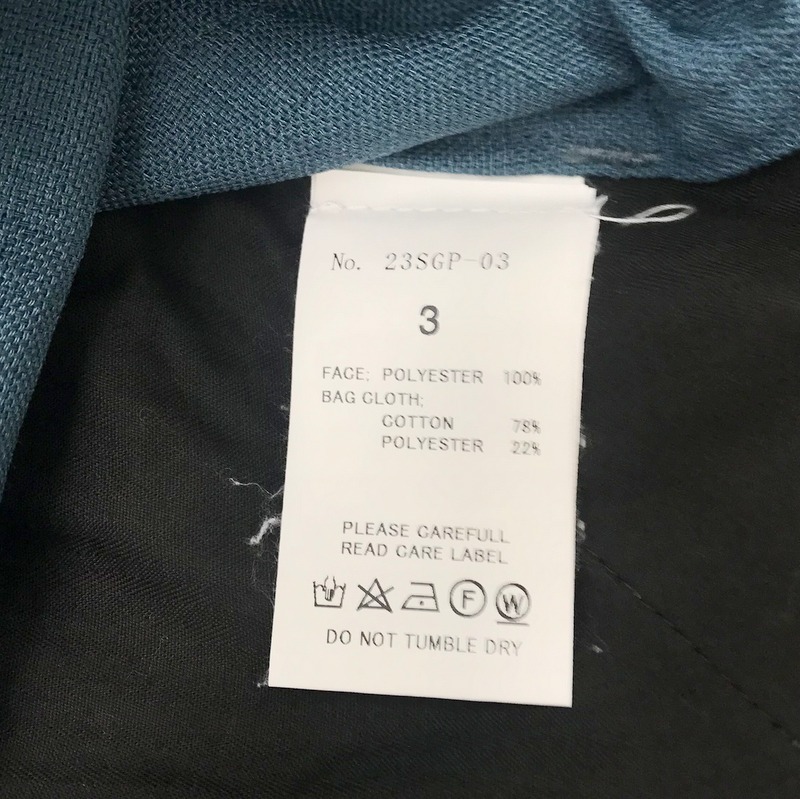 No. 23SGP-03
3
FACE; POLYESTER 100%
BAG CLOTH;
COTTON 78%
POLYESTER 22%
PLEASE CAREFULL
READ CARE LABEL
F W
DO NOT TUMBLE DRY